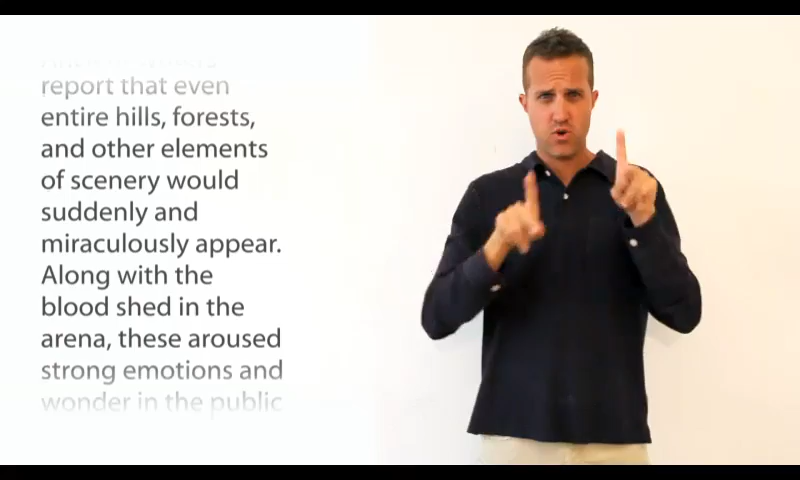 report that even
entire hills, forests,
and other elements
of scenery would
suddenly and
miraculously appear.
Along with the
blood shed in the
arena, these aroused
strong emotions and
wonder in the public